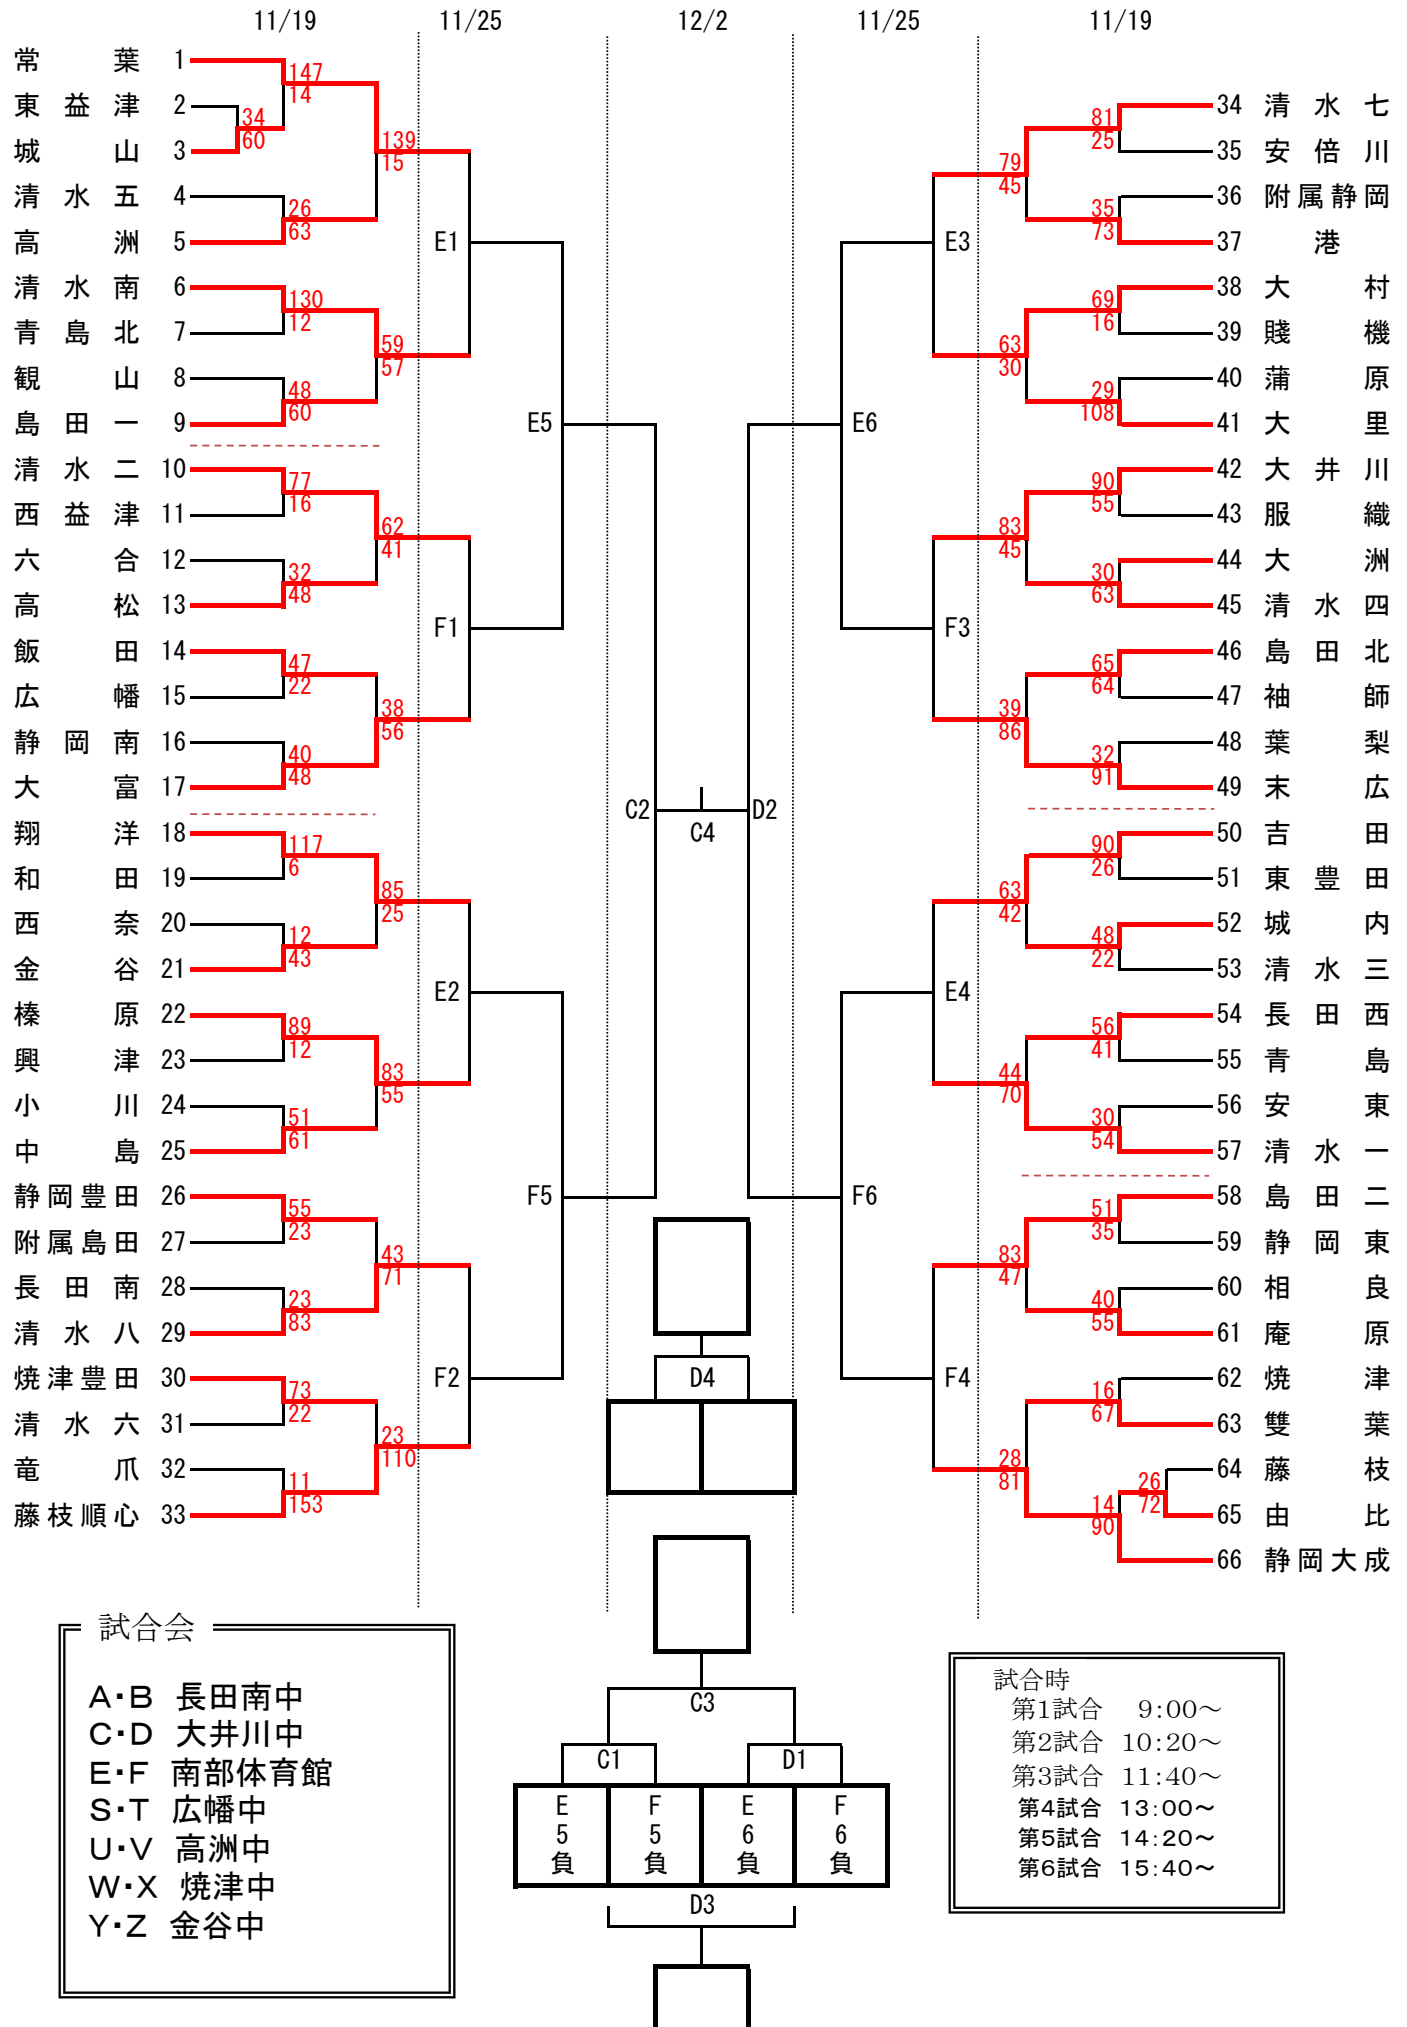 11/19 11/25 12/2 11/25 11/19
常葉 1
東益津 2
城山 3
清水五 4
高洲 5
清水南 6
青島北 7
観山 8
島田一 9
清水二 10
西益津 11
六合 12
高松 13
飯田 14
広幡 15
静岡南 16
大富 17
翔洋 18
和田 19
西奈 20
金谷 21
榛原 22
興津 23
小川 24
中島 25
静岡豊田 26
附属島田 27
長田南 28
清水八 29
焼津豊田 30
清水六 31
竜爪 32
藤枝順心 33
147
14
34
60
26
63
130
12
48
60
77
16
32
48
47
22
40
48
117
6
12
43
89
12
51
61
55
23
23
83
73
22
11
153
139
15
59
57
62
41
38
56
85
25
83
55
43
71
23
110
E1
F1
E2
F2
E5
F5
C2
C4
D2
D4
E6
F6
E3
F3
E4
F4
79
45
63
30
83
45
39
86
63
42
44
70
83
47
28
81
81
25
35
73
69
16
29
108
90
55
30
63
65
64
32
91
90
26
48
22
56
41
30
54
51
35
40
55
16
67
26
72
14
90
34 清水七
35 安倍川
36 附属静岡
37 港
38 大村
39 賤機
40 蒲原
41 大里
42 大井川
43 服織
44 大洲
45 清水四
46 島田北
47 袖師
48 葉梨
49 末広
50 吉田
51 東豊田
52 城内
53 清水三
54 長田西
55 青島
56 安東
57 清水一
58 島田二
59 静岡東
60 相良
61 庵原
62 焼津
63 雙葉
64 藤枝
65 由比
66 静岡大成
試合会
A・B 長田南中
C・D 大井川中
E・F 南部体育館
S・T 広幡中
U・V 高洲中
W・X 焼津中
Y・Z 金谷中
C3
C1 D1
E5負 F5負 E6負 F6負
D3
試合時
第1試合 9:00～
第2試合 10:20～
第3試合 11:40～
第4試合 13:00～
第5試合 14:20～
第6試合 15:40～